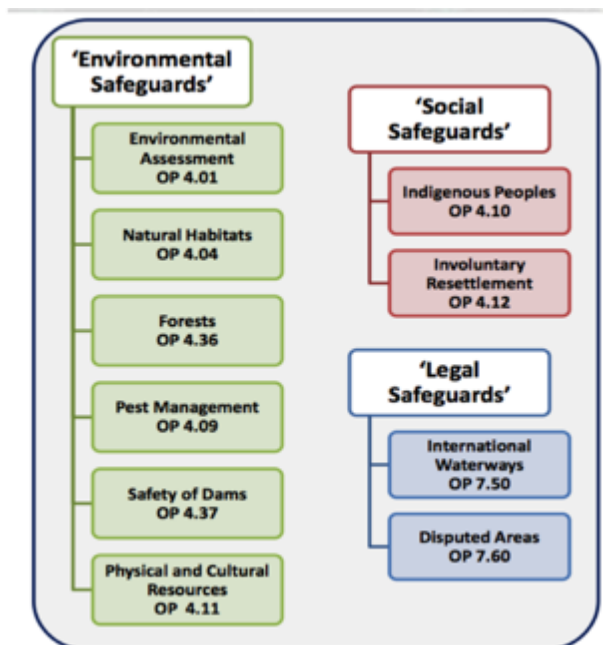 ‘Environmental
Safeguards’
Environmental
Assessment
OP 4.01
Natural Habitats
OP 4.04
Forests
OP 4.36
Pest Management
OP 4.09
Safety of Dams
OP 4.37
Physical and Cultural
Resources
OP 4.11
‘Social
Safeguards’
Indigenous Peoples
OP 4.10
Involuntary
Resettlement
OP 4.12
‘Legal
Safeguards’
International
Waterways
OP 7.50
Disputed Areas
OP 7.60